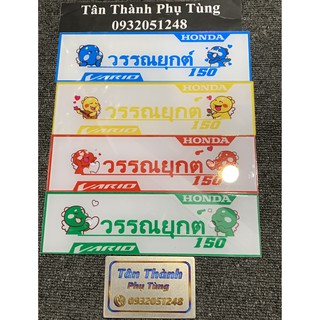 Tân Thành Phụ Tùng
0932051248
HONDA
วรรณยุกต์
VARIO 150
HONDA
วรรณยุกต์
VARIO 150
HONDA
วรรณยุกต์
VARIO 150
HONDA
วรรณยุกต์
VARIO 150
Tân Thành
Phụ Tùng
0932051248